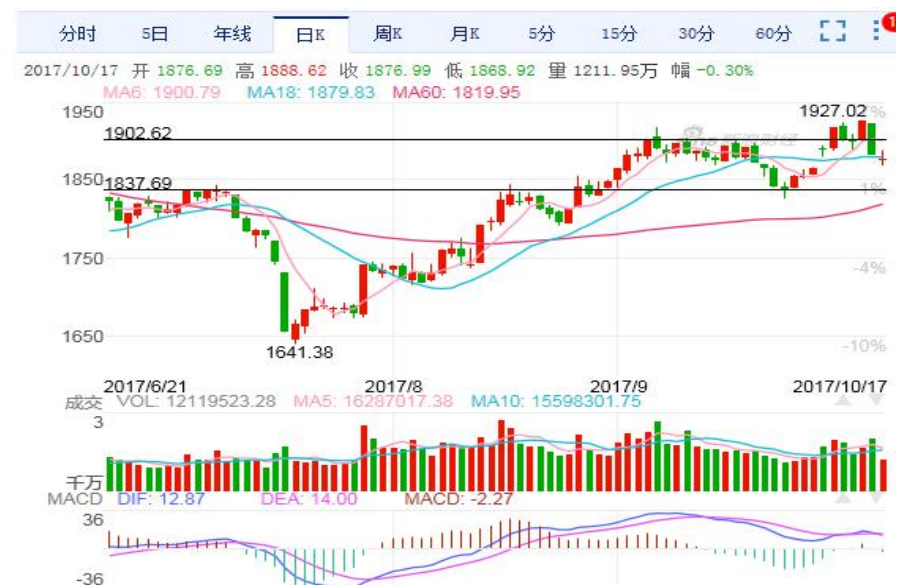 分时 5日 年线 日K 周K 月K 5分 15分 30分 60分 1
2017/10/17 开 1876.69 高 1888.62 收 1876.99 低 1868.92 量 1211.95万 幅 -0.30%
MA6: 1900.79 MA18: 1879.83 MA60: 1819.95
1950 1927.02 7%
1902.62
1850 1837.69 1%
1750 -4%
1650 -10%
1641.38
2017/6/21 2017/8 2017/9 2017/10/17
成交 VOL: 12119523.28 MA5: 16287017.38 MA10: 15598301.75
3
千万
MACD DIF: 12.87 DEA: 14.00 MACD: -2.27
36
-36